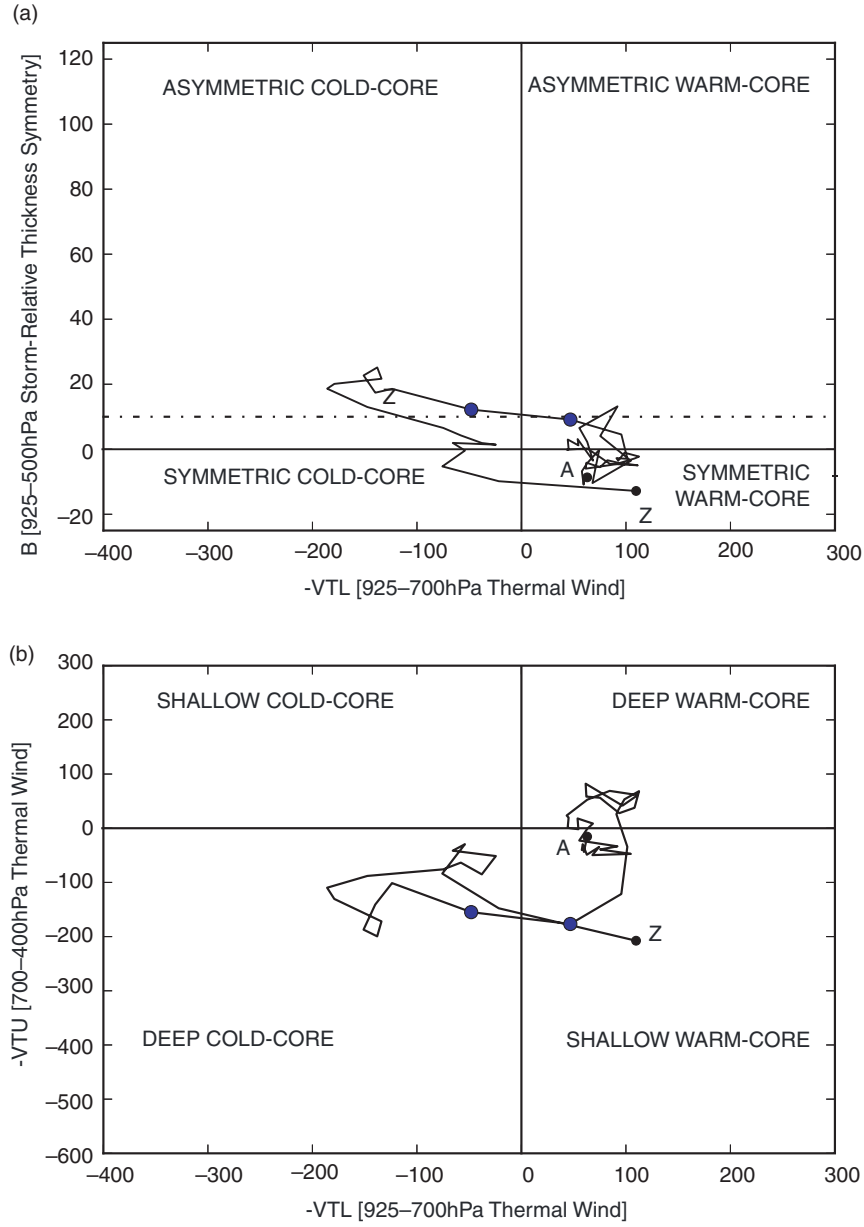 (a)
B [925–500hPa Storm-Relative Thickness Symmetry]
120
100
80
60
40
20
0
–20
ASYMMETRIC COLD-CORE
ASYMMETRIC WARM-CORE
Z
A
SYMMETRIC COLD-CORE
SYMMETRIC
WARM-CORE
Z
–400
–300
–200
–100
0
100
200
300
-VTL [925–700hPa Thermal Wind]
(b)
-VTU [700–400hPa Thermal Wind]
300
200
100
0
–100
–200
–300
–400
–500
–600
SHALLOW COLD-CORE
DEEP WARM-CORE
A
Z
DEEP COLD-CORE
SHALLOW WARM-CORE
–400
–300
–200
–100
0
100
200
300
-VTL [925–700hPa Thermal Wind]